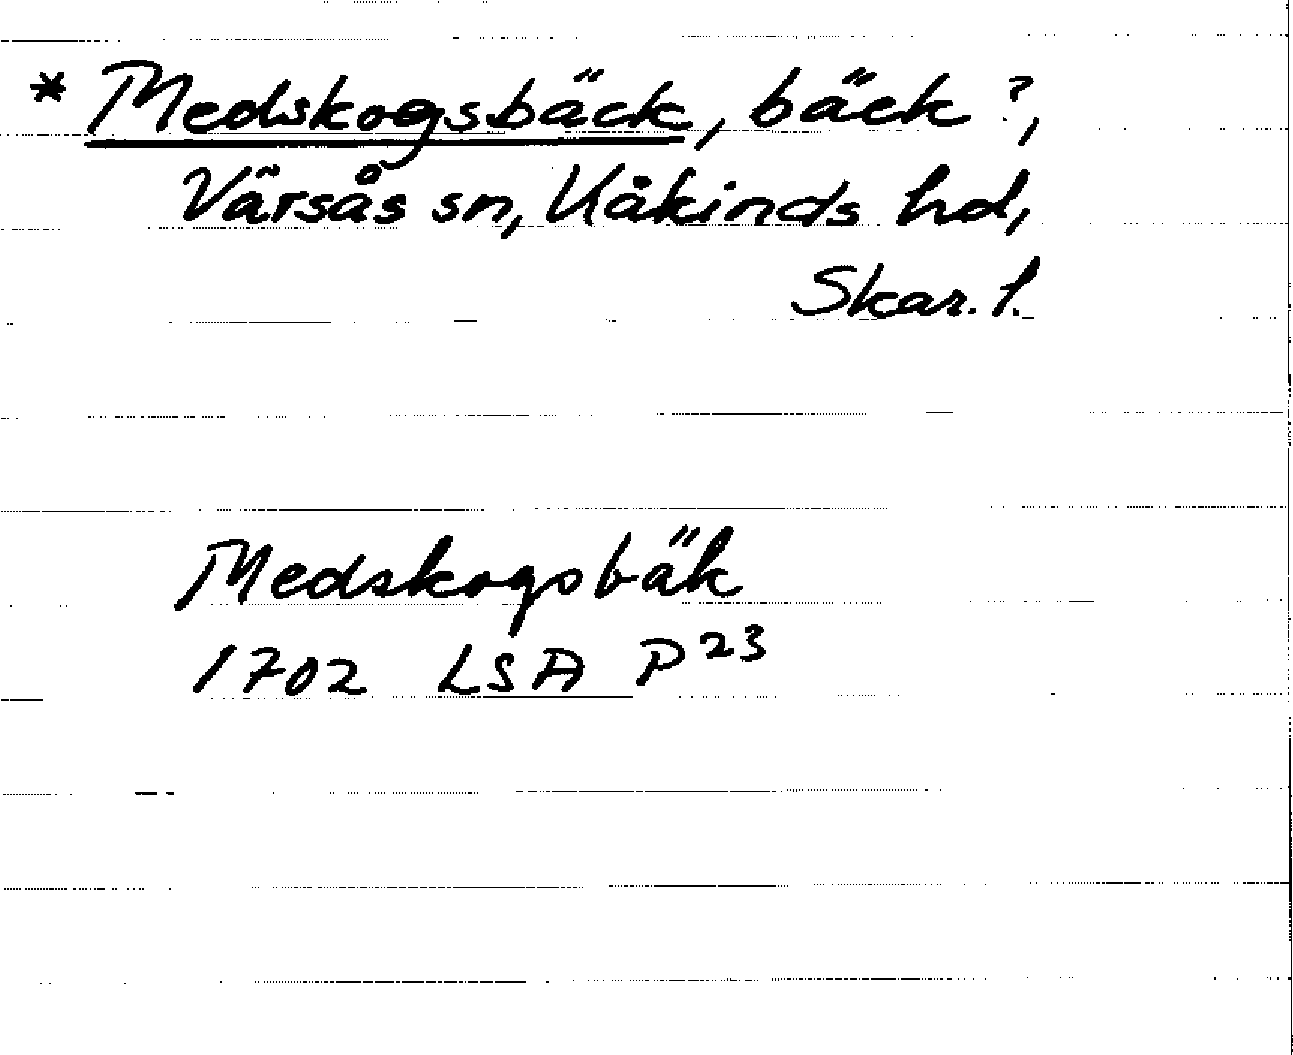 * Medskogsbäck, bäck ?,
Värsås sn, Kåkinds hd,
Skar. l.
Medskogsbäk
1702 LSA P23